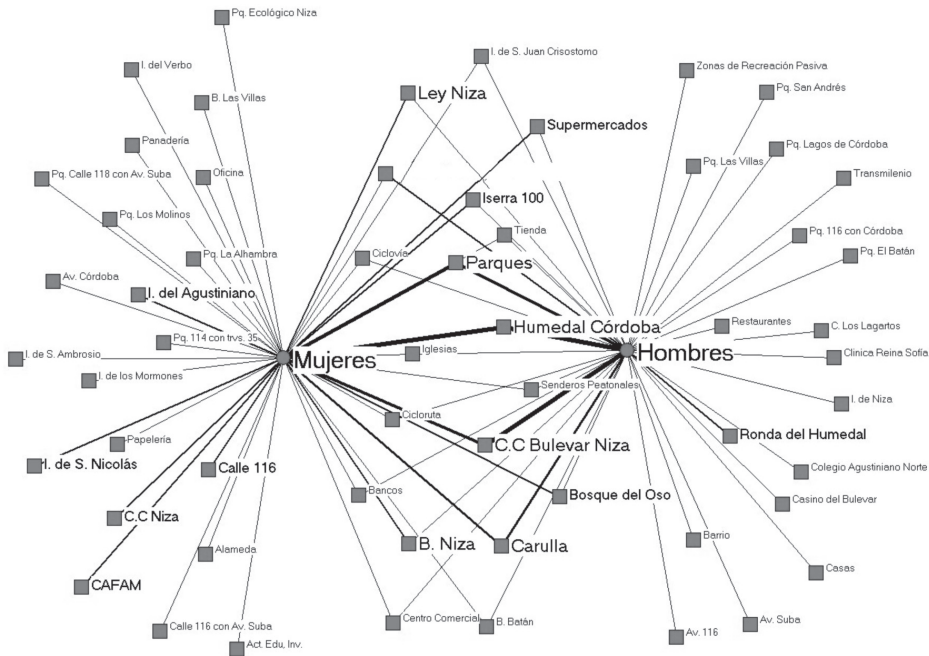 Pq. Ecológico Niza
I. de S. Juan Crisostomo
I. del Verbo
Zonas de Recreación Pasiva
Ley Niza
Pq. San Andrés
B. Las Villas
Supermercados
Panadería
Pq. Lagos de Córdoba
Pq. Las Villas
Oficina
Pq. Calle 118 con Av. Suba
Transmilenio
Iserra 100
Pq. Los Molinos
Tienda
Pq. 116 con Córdoba
Pq. La Alhambra
Ciclovía
Parques
Pq. El Batán
Av. Córdoba
I. del Agustiniano
Humedal Córdoba
Restaurantes
C. Los Lagartos
Pq. 114 con trvs. 35
Iglesias
Mujeres
Hombres
I. de S. Ambrosio
Clinica Reina Sofía
I. de los Mormones
Senderos Peatonales
I. de Niza
Cicloruta
Papelería
C.C Bulevar Niza
Ronda del Humedal
I. de S. Nicolás
Calle 116
Colegio Agustiniano Norte
Bancos
Bosque del Oso
Casino del Bulevar
C.C Niza
B. Niza
Carulla
Barrio
Alameda
Casas
CAFAM
Centro Comercial
B. Batán
Av. Suba
Calle 116 con Av. Suba
Av. 116
Act. Edu, Inv.